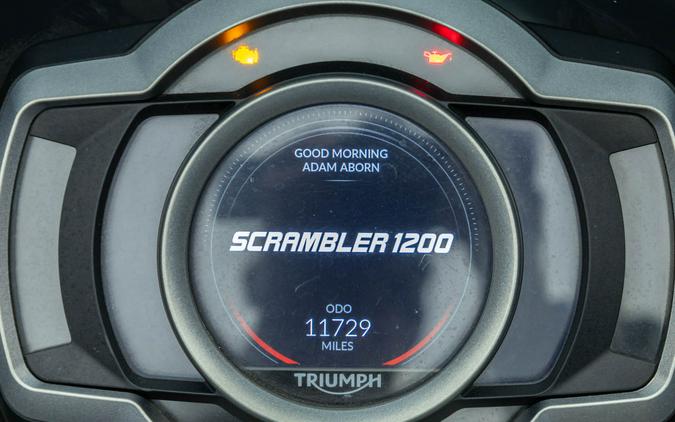 GOOD MORNING
ADAM ABORN
SCRAMBLER 1200
ODO
11729
MILES
TRIUMPH